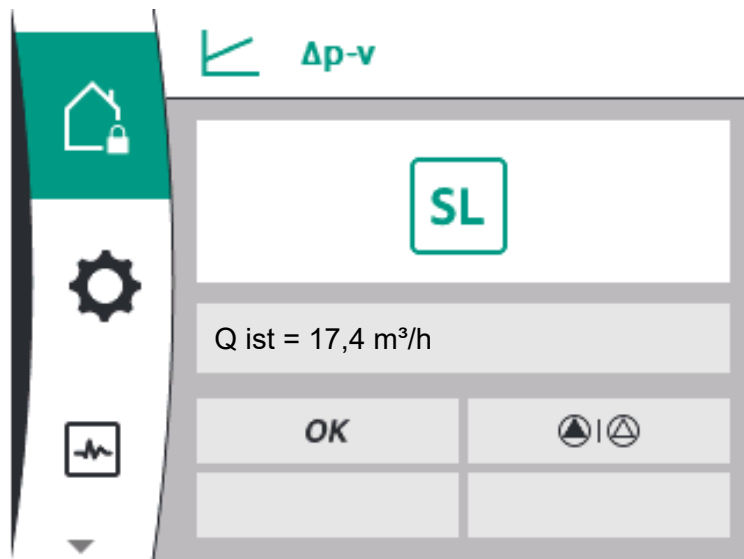 Δp-v
SL
Q ist = 17,4 m³/h
OK